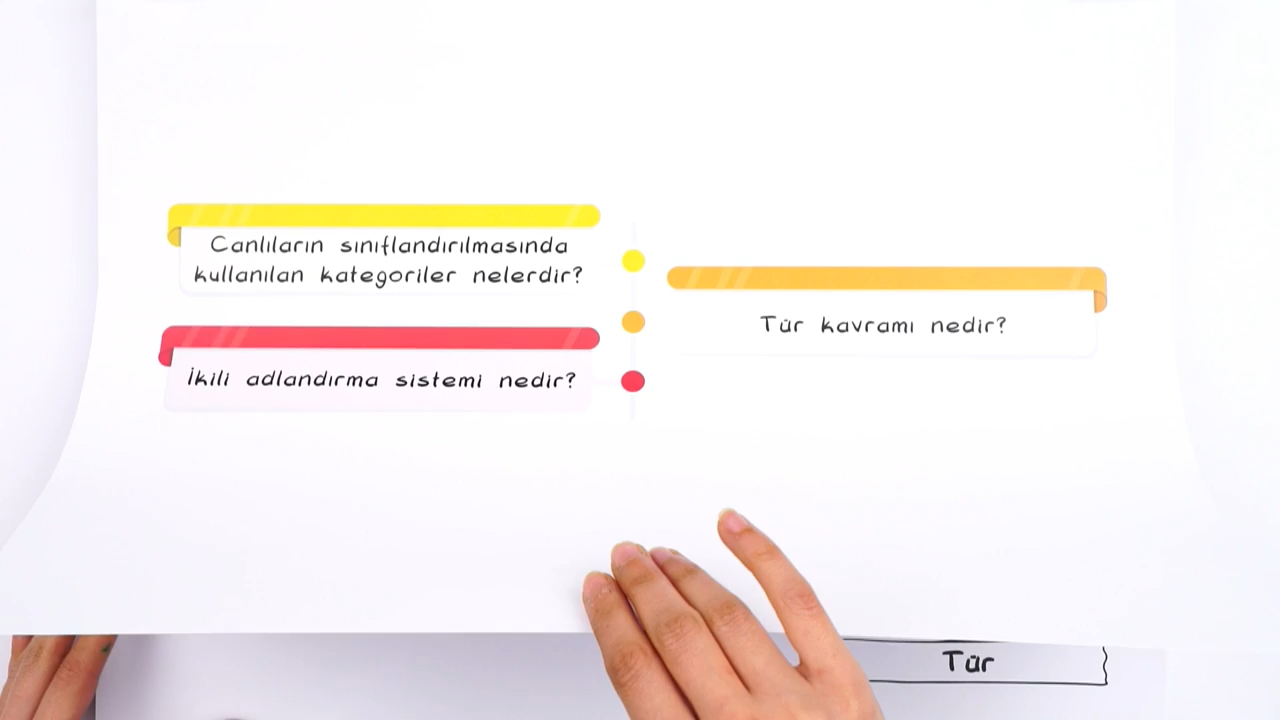 Canlıların sınıflandırılmasında
kullanılan kategoriler nelerdir?
Tür kavramı nedir?
İkili adlandırma sistemi nedir?
Tür